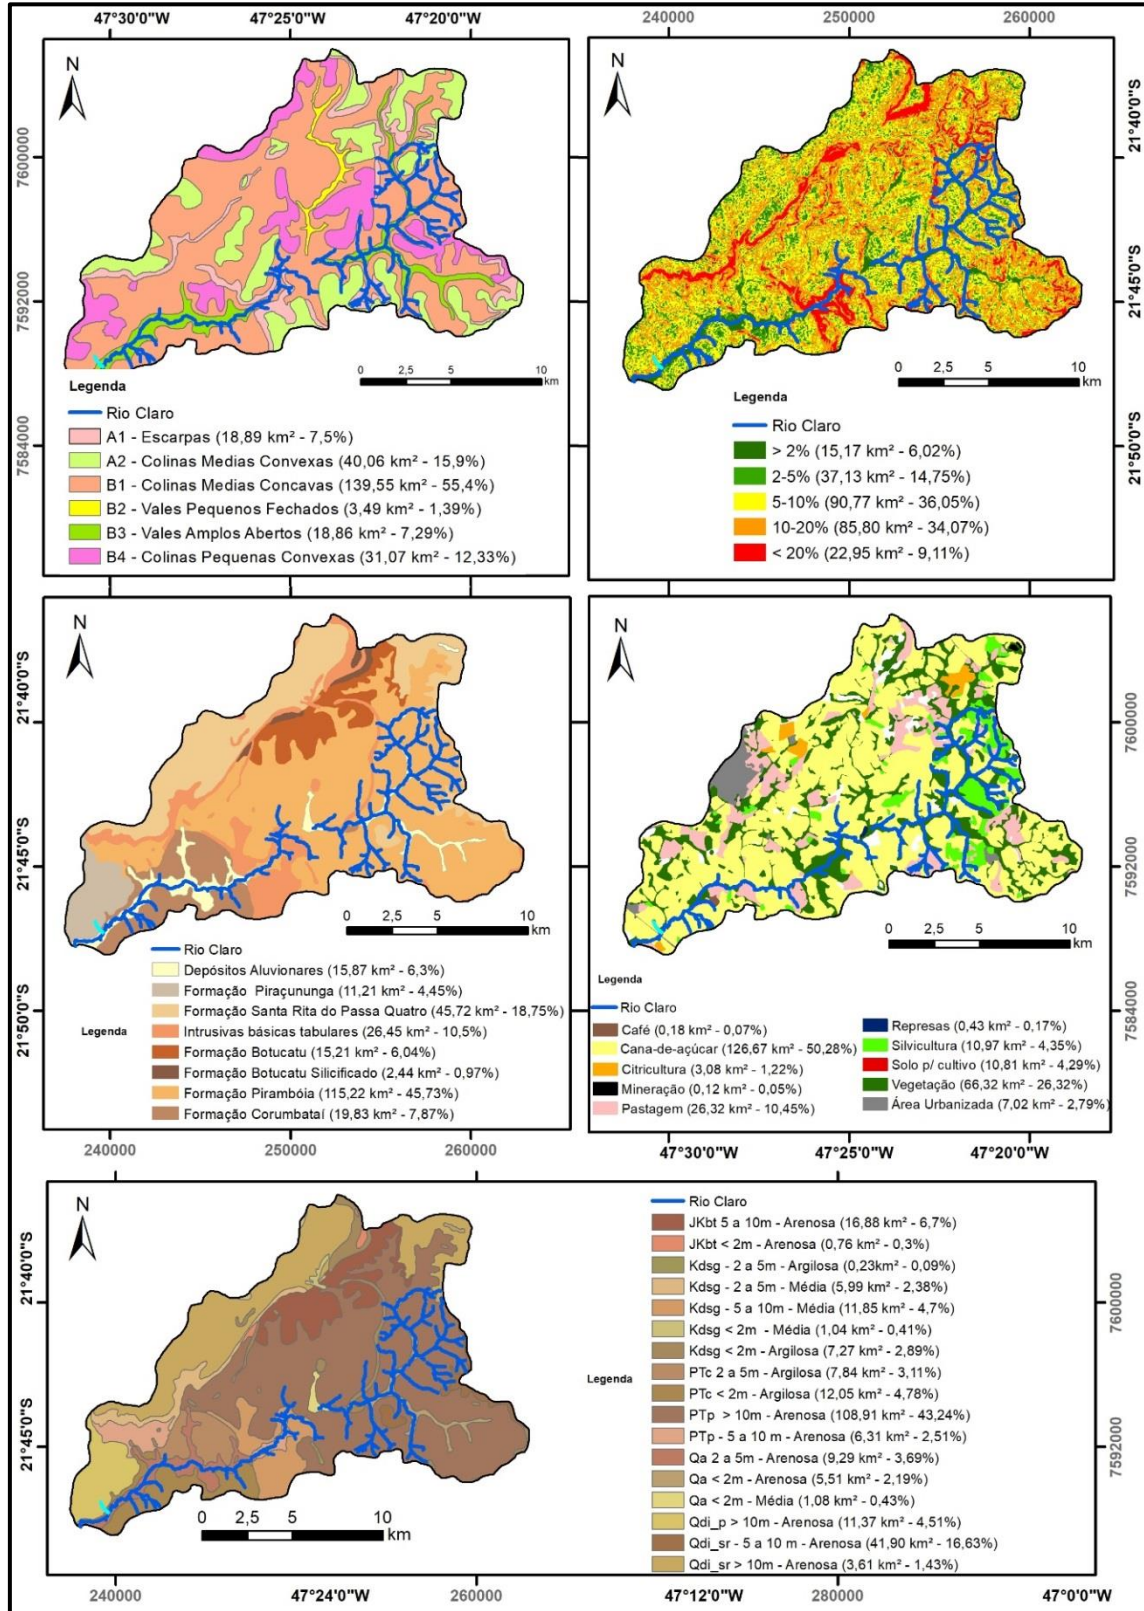 47°30'0"W 47°25'0"W 47°20'0"W
240000 250000 260000
N
7600000
7592000
7584000
0 2,5 5 10
km
Legenda
Rio Claro
A1 - Escarpas (18,89 km² - 7,5%)
A2 - Colinas Medias Convexas (40,06 km² - 15,9%)
B1 - Colinas Medias Concavas (139,55 km² - 55,4%)
B2 - Vales Pequenos Fechados (3,49 km² - 1,39%)
B3 - Vales Amplos Abertos (18,86 km² - 7,29%)
B4 - Colinas Pequenas Convexas (31,07 km² - 12,33%)
N
21°40'0"S
21°45'0"S
21°50'0"S
0 2,5 5 10
km
Legenda
Rio Claro
> 2% (15,17 km² - 6,02%)
2-5% (37,13 km² - 14,75%)
5-10% (90,77 km² - 36,05%)
10-20% (85,80 km² - 34,07%)
< 20% (22,95 km² - 9,11%)
N
21°40'0"S
21°45'0"S
21°50'0"S
0 2,5 5 10
km
Legenda
Rio Claro
Depósitos Aluvionares (15,87 km² - 6,3%)
Formação Piraçununga (11,21 km² - 4,45%)
Formação Santa Rita do Passa Quatro (45,72 km² - 18,75%)
Intrusivas básicas tabulares (26,45 km² - 10,5%)
Formação Botucatu (15,21 km² - 6,04%)
Formação Botucatu Silicificado (2,44 km² - 0,97%)
Formação Pirambóia (115,22 km² - 45,73%)
Formação Corumbataí (19,83 km² - 7,87%)
240000 250000 260000
N
7600000
7592000
7584000
0 2,5 5 10
km
Legenda
Rio Claro
Café (0,18 km² - 0,07%)
Cana-de-açúcar (126,67 km² - 50,28%)
Citricultura (3,08 km² - 1,22%)
Mineração (0,12 km² - 0,05%)
Pastagem (26,32 km² - 10,45%)
Represas (0,43 km² - 0,17%)
Silvicultura (10,97 km² - 4,35%)
Solo p/ cultivo (10,81 km² - 4,29%)
Vegetação (66,32 km² - 26,32%)
Área Urbanizada (7,02 km² - 2,79%)
47°30'0"W 47°25'0"W 47°20'0"W
N
21°40'0"S
21°45'0"S
0 5 10
km
Legenda
Rio Claro
JKbt 5 a 10m - Arenosa (16,88 km² - 6,7%)
JKbt < 2m - Arenosa (0,76 km² - 0,3%)
Kdsg - 2 a 5m - Argilosa (0,23km² - 0,09%)
Kdsg - 2 a 5m - Média (5,99 km² - 2,38%)
Kdsg - 5 a 10m - Média (11,85 km² - 4,7%)
Kdsg < 2m - Média (1,04 km² - 0,41%)
Kdsg < 2m - Argilosa (7,27 km² - 2,89%)
PTc 2 a 5m - Argilosa (7,84 km² - 3,11%)
PTc < 2m - Argilosa (12,05 km² - 4,78%)
PTp > 10m - Arenosa (108,91 km² - 43,24%)
PTp - 5 a 10 m - Arenosa (6,31 km² - 2,51%)
Qa 2 a 5m - Arenosa (9,29 km² - 3,69%)
Qa < 2m - Arenosa (5,51 km² - 2,19%)
Qa < 2m - Média (1,08 km² - 0,43%)
Qdi_p > 10m - Arenosa (11,37 km² - 4,51%)
Qdi_sr - 5 a 10 m - Arenosa (41,90 km² - 16,63%)
Qdi_sr > 10m - Arenosa (3,61 km² - 1,43%)
7600000
7592000
240000 47°24'0"W 260000 47°12'0"W 280000 47°0'0"W